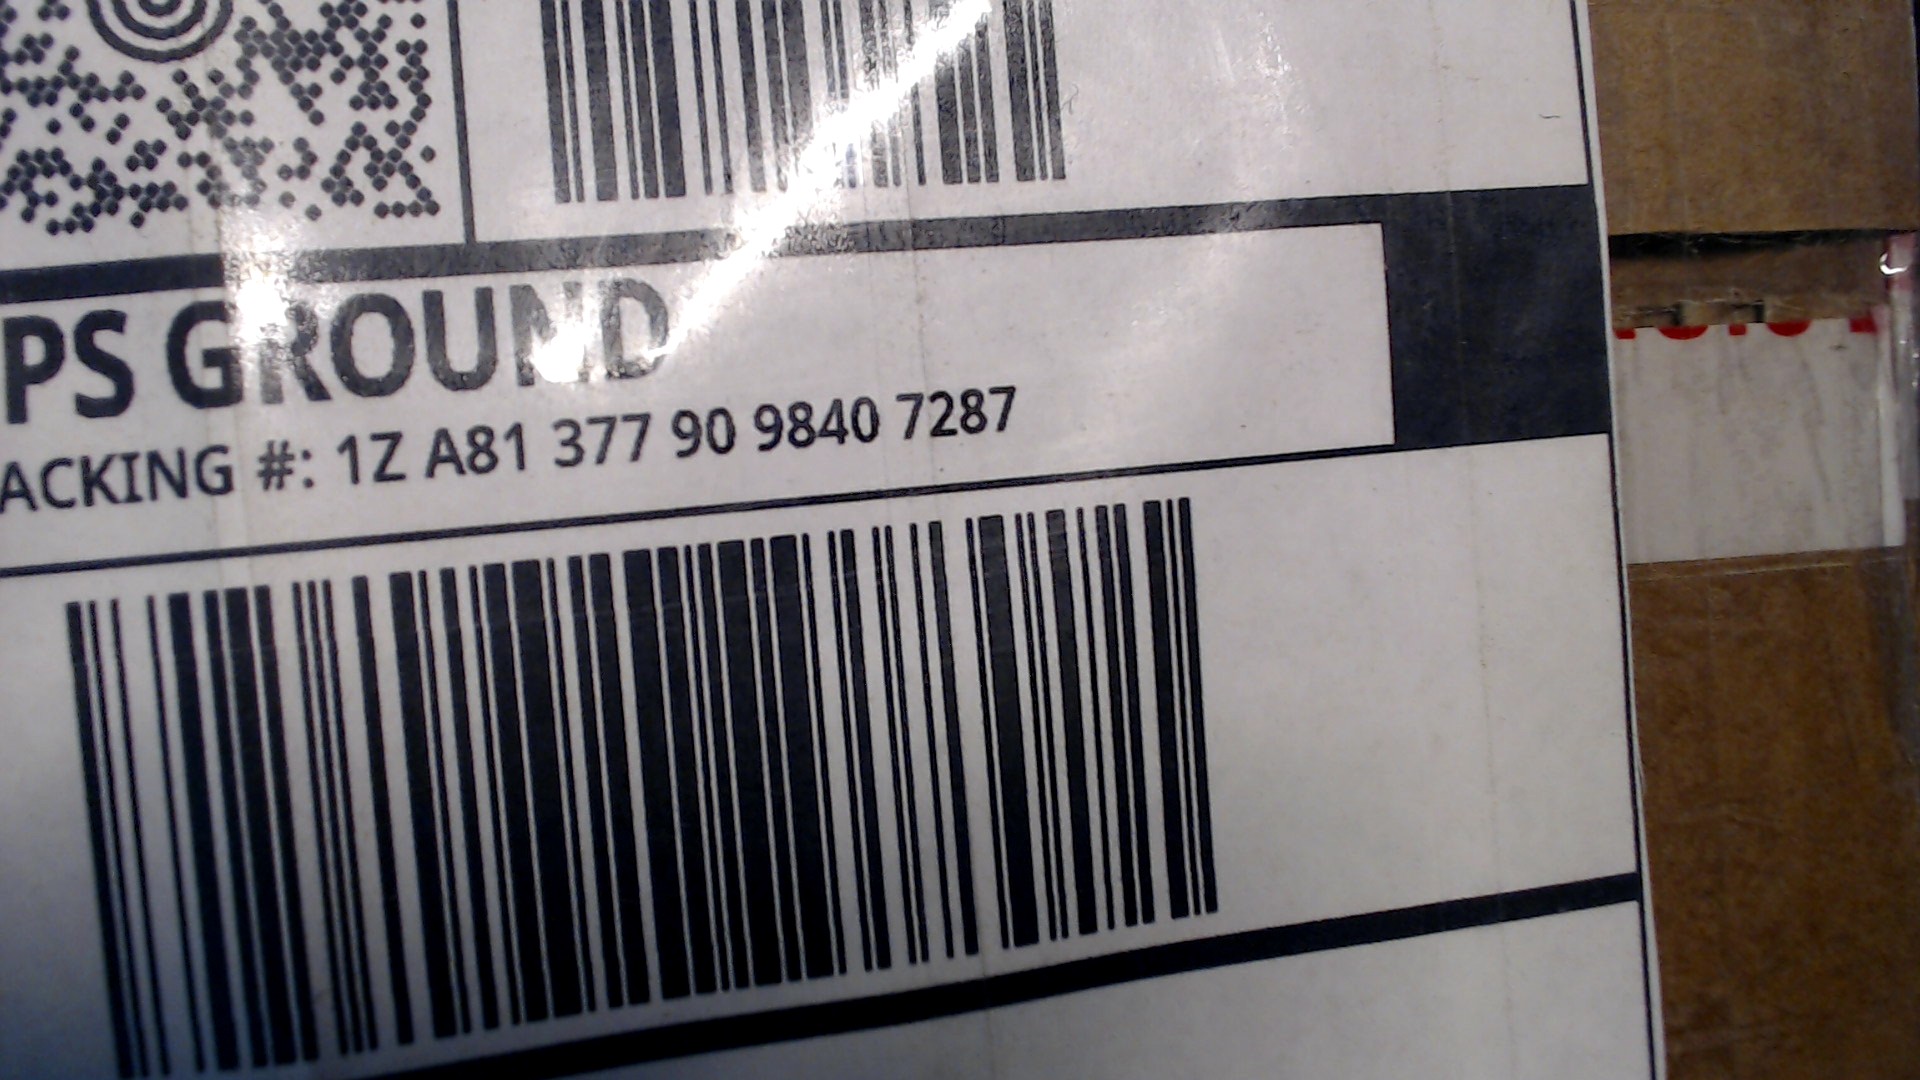 PS GROUND
ACKING #: 1Z A81 377 90 9840 7287